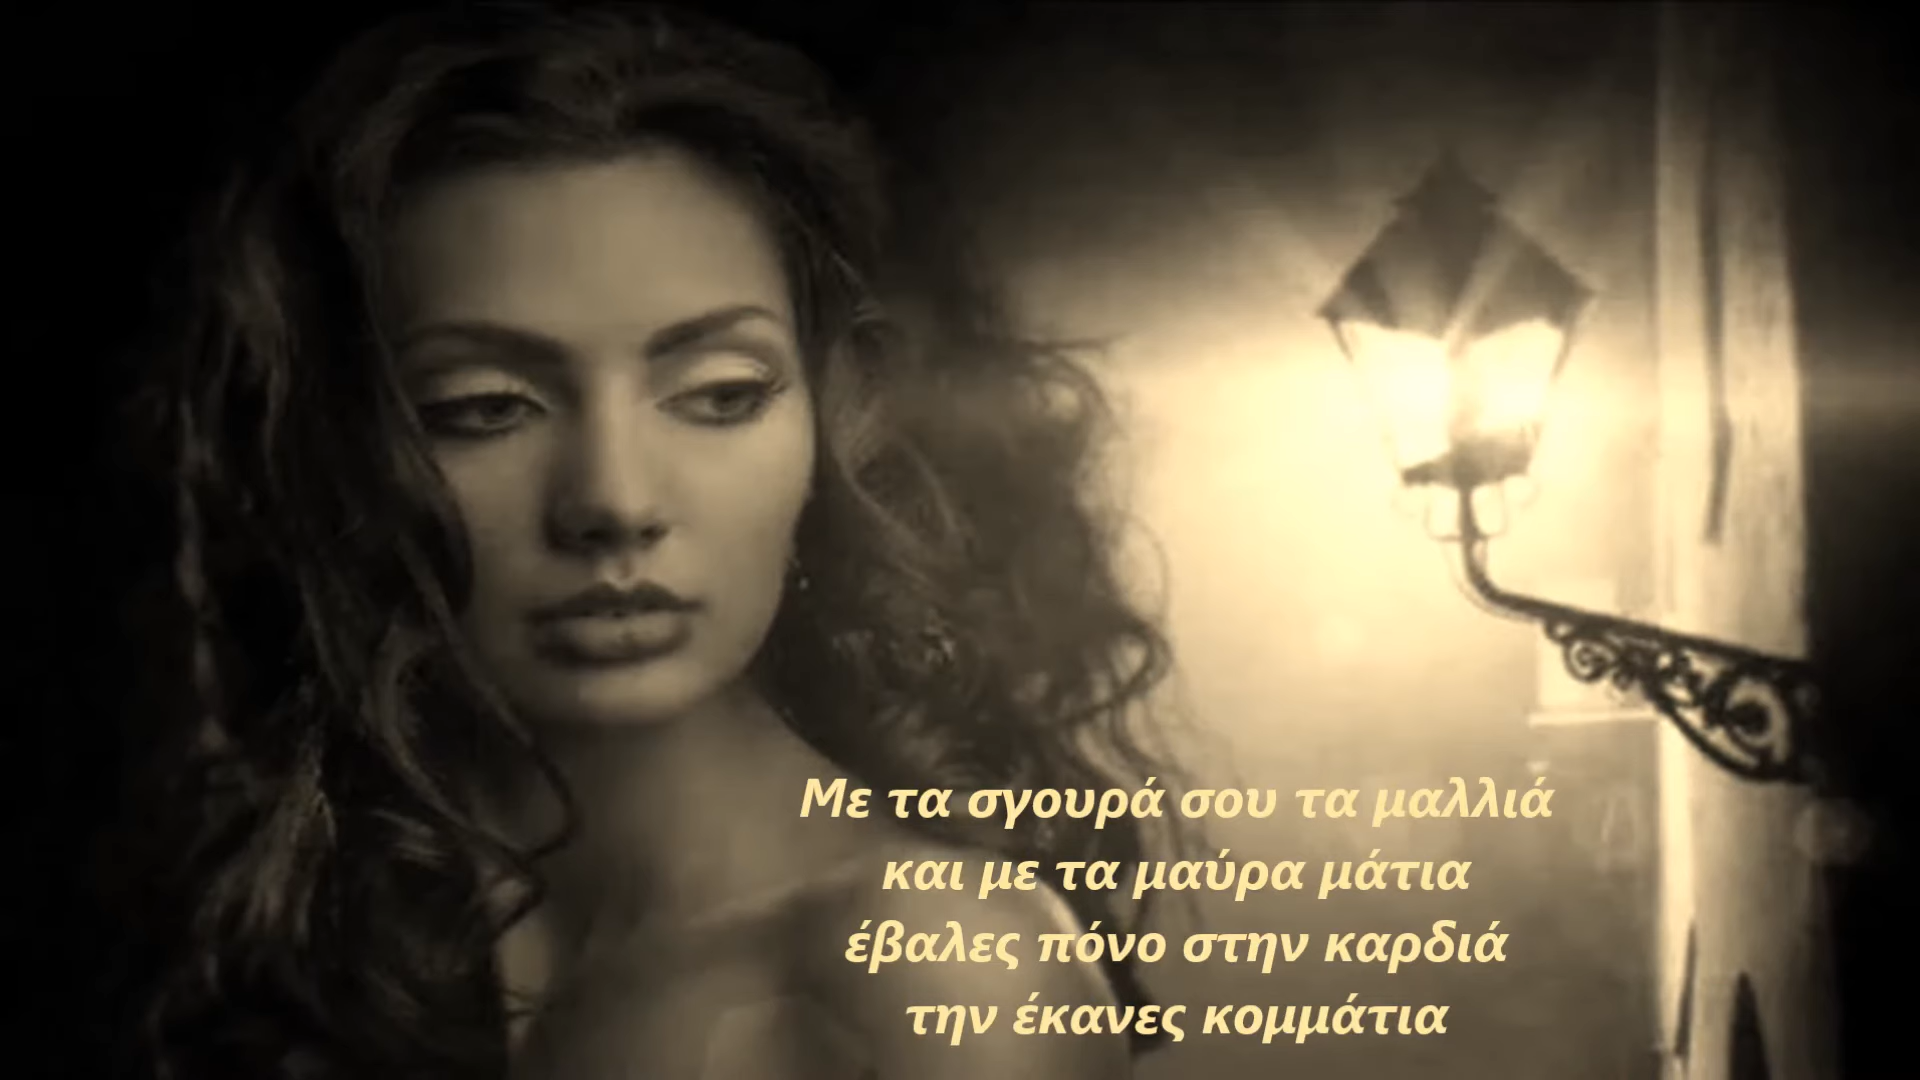 Με τα σγουρά σου τα μαλλιά
και με τα μαύρα μάτια
έβαλες πόνο στην καρδιά
την έκανες κομμάτια